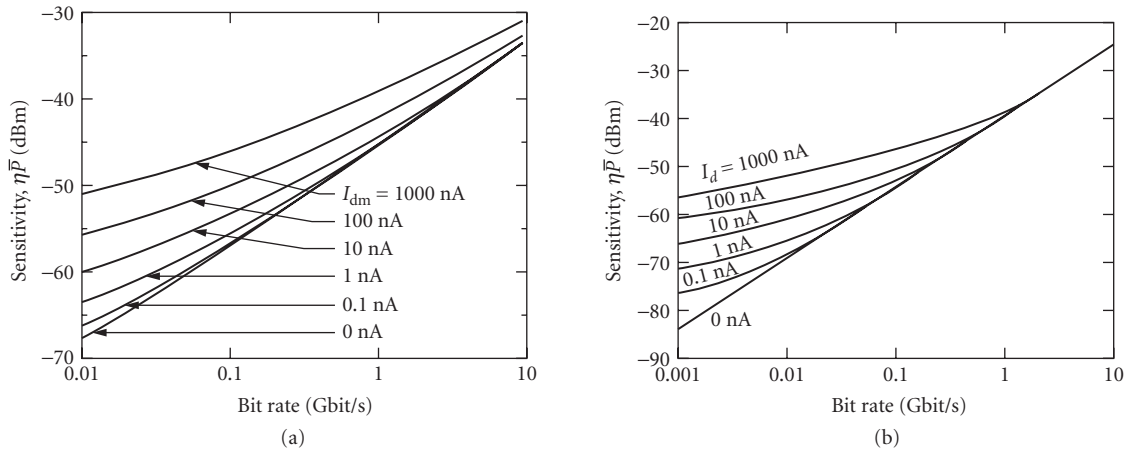 −30
−40
−50
−60
−70
Sensitivity, ηP̅ (dBm)
I_dm = 1000 nA
100 nA
10 nA
1 nA
0.1 nA
0 nA
0.01 0.1 1 10
Bit rate (Gbit/s)
(a)
−20
−30
−40
−50
−60
−70
−80
−90
Sensitivity, ηP̅ (dBm)
I_d = 1000 nA
100 nA
10 nA
1 nA
0.1 nA
0 nA
0.001 0.01 0.1 1 10
Bit rate (Gbit/s)
(b)